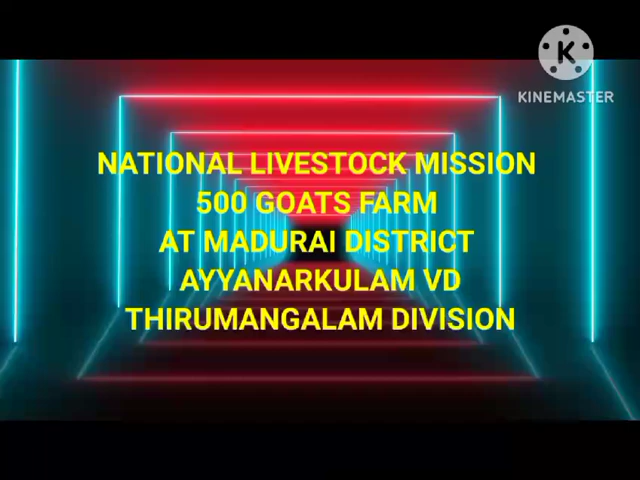 KINEMASTER
NATIONAL LIVESTOCK MISSION
500 GOATS FARM
AT MADURAI DISTRICT
AYYANARKULAM VD
THIRUMANGALAM DIVISION